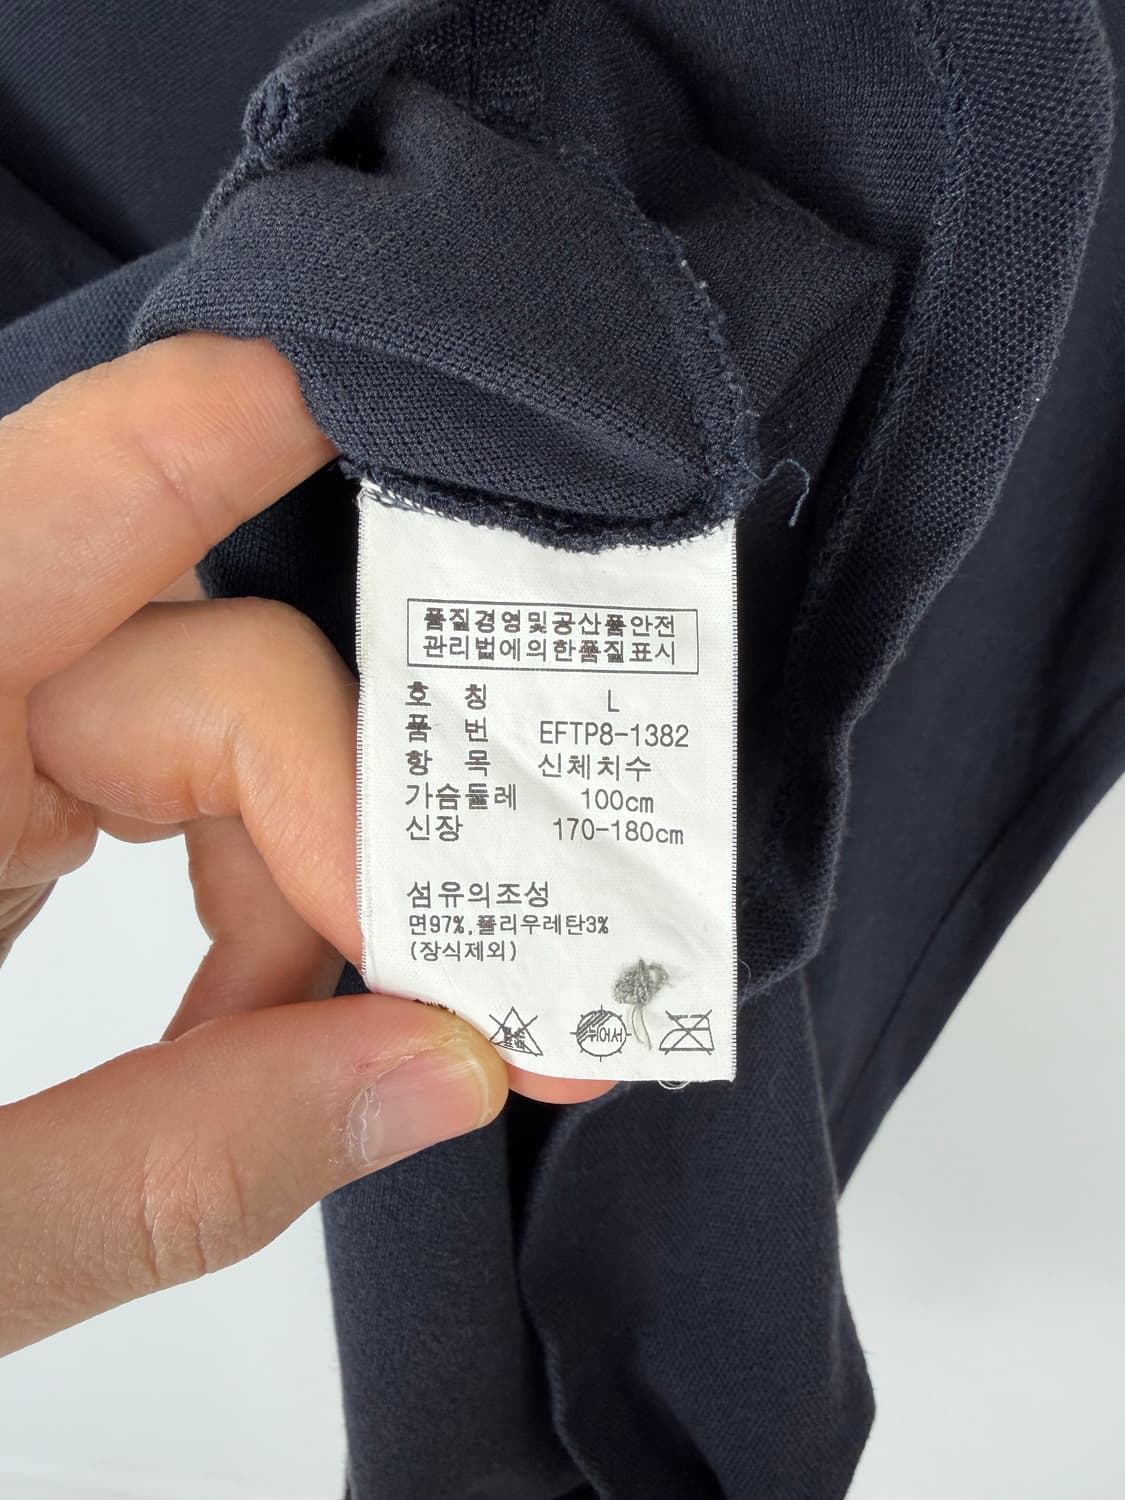 품질경영및공산품안전
관리법에의한품질표시
호 칭 L
품 번 EFTP8-1382
항 목 신체치수
가슴둘레 100cm
신장 170-180cm
섬유의조성
면97%,폴리우레탄3%
(장식제외)
뉘어서